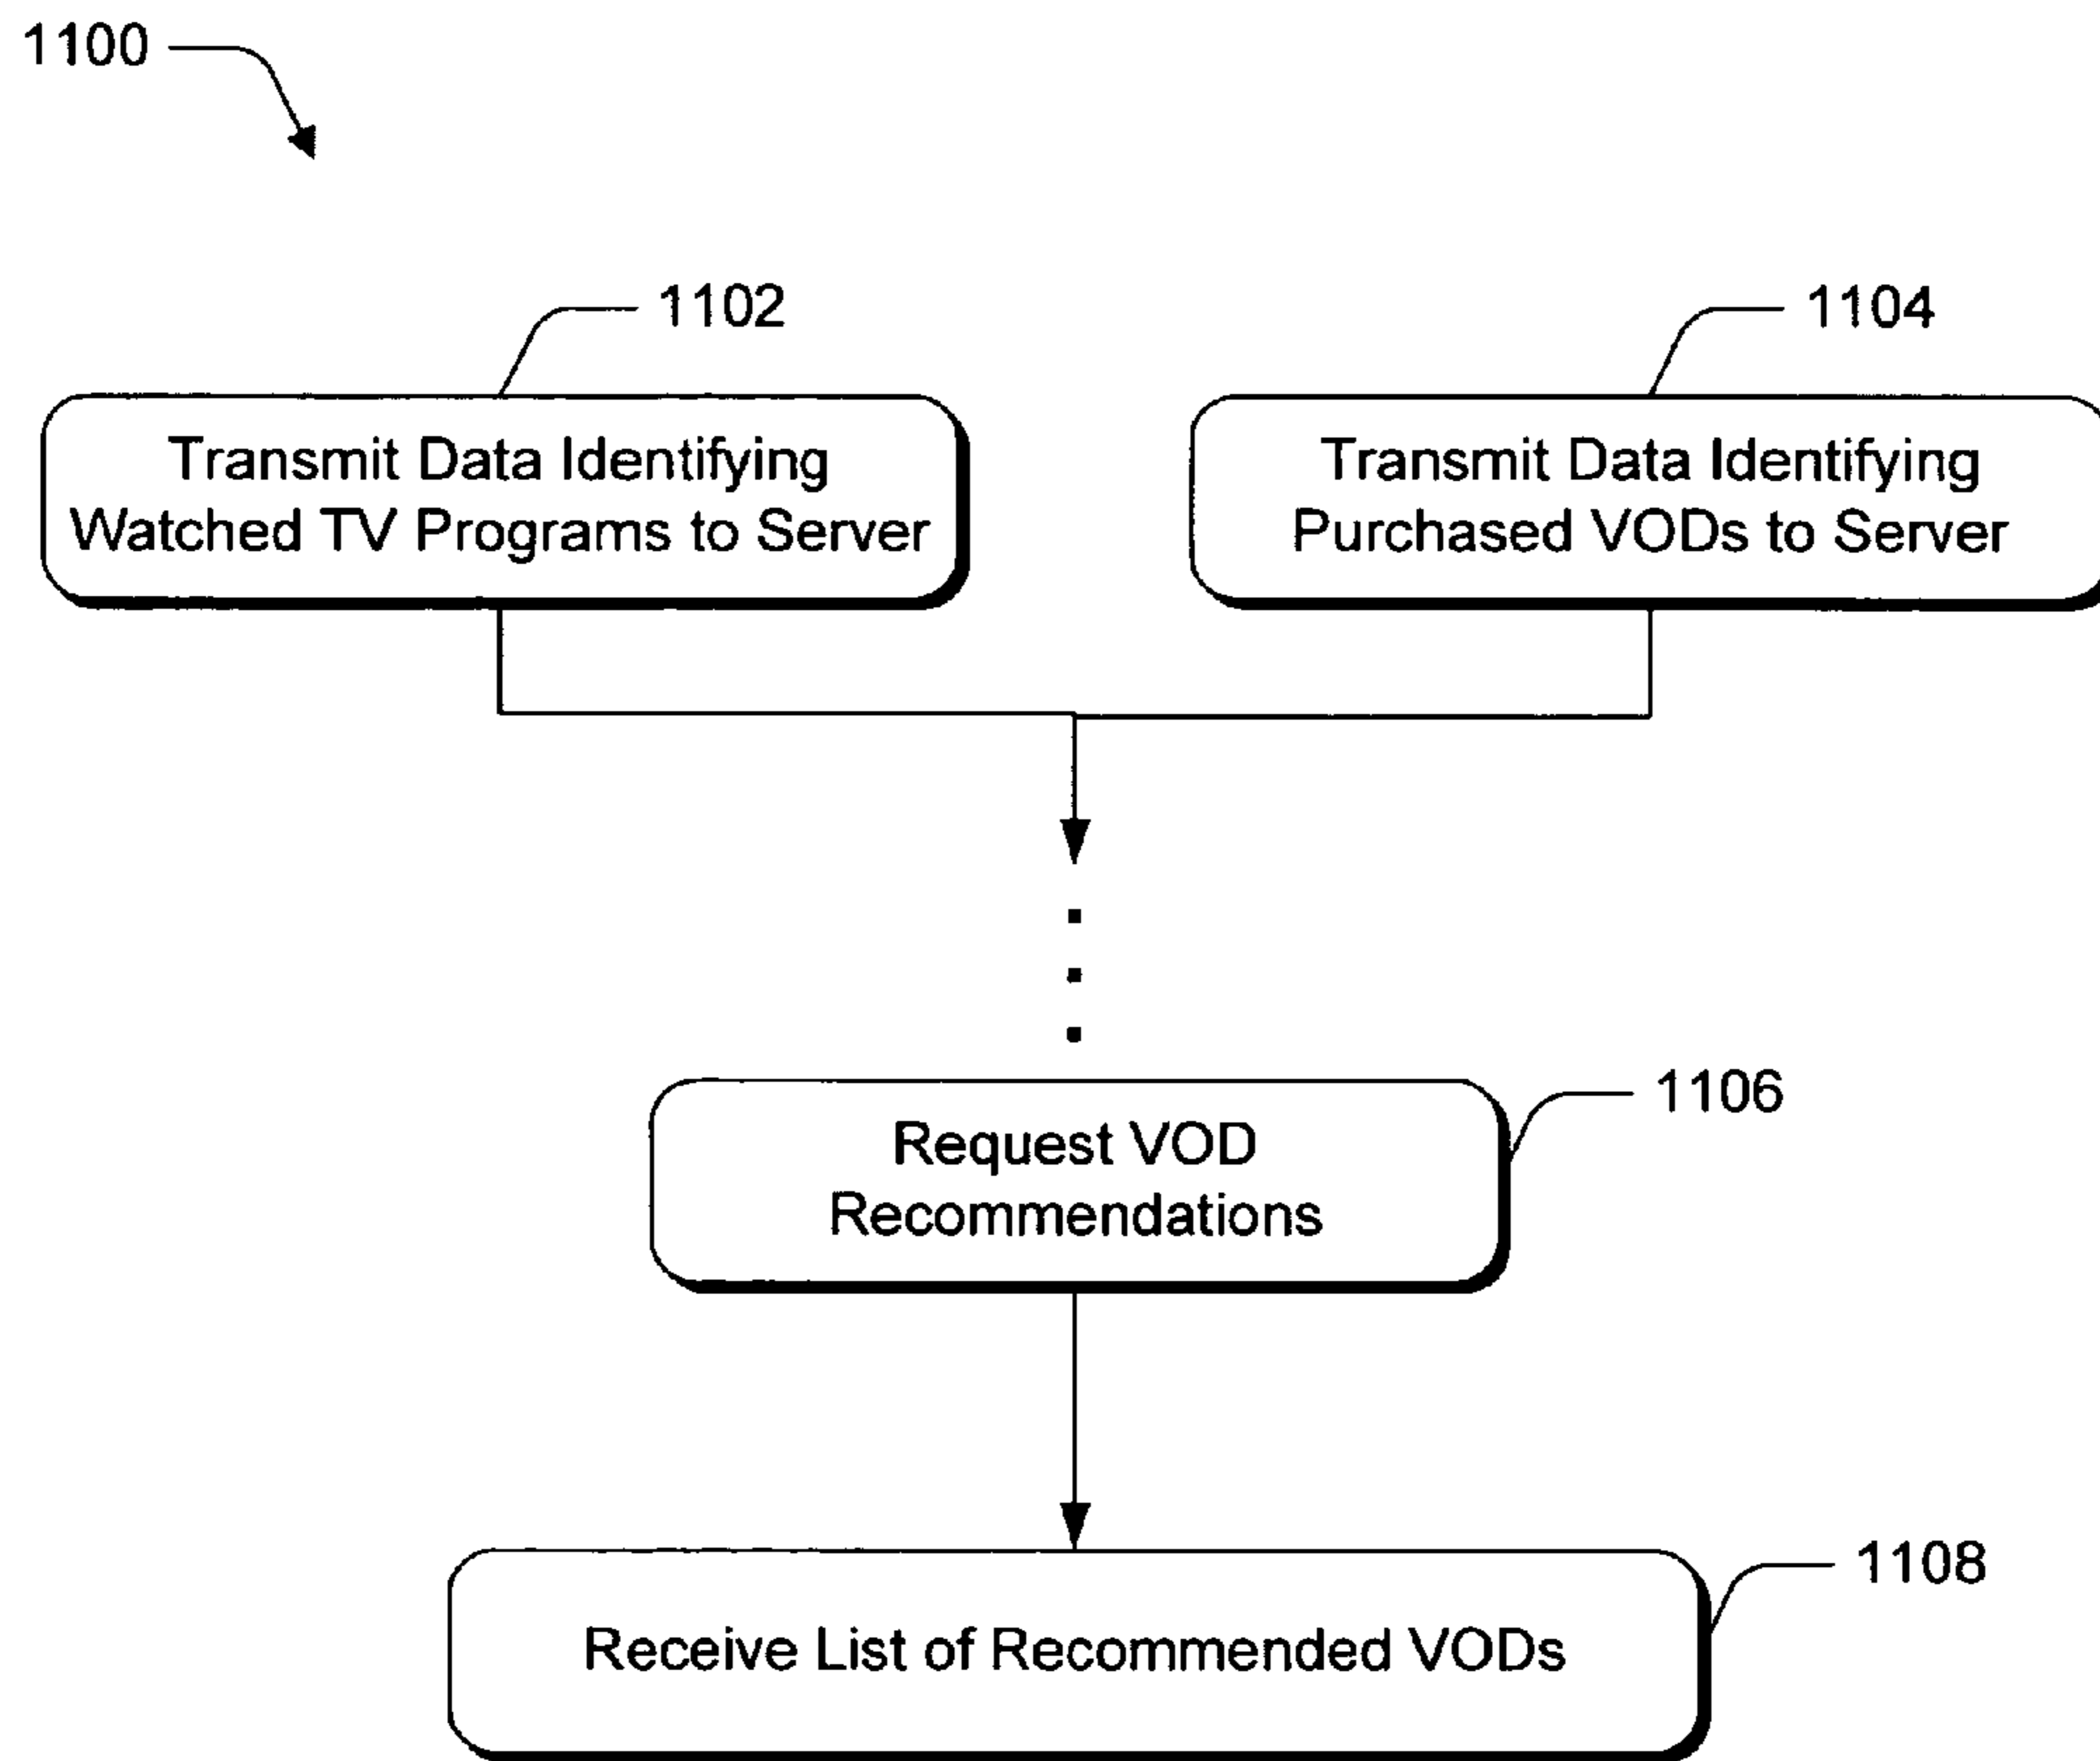 1100
1102
1104
Transmit Data Identifying
Watched TV Programs to Server
Transmit Data Identifying
Purchased VODs to Server
1106
Request VOD
Recommendations
1108
Receive List of Recommended VODs